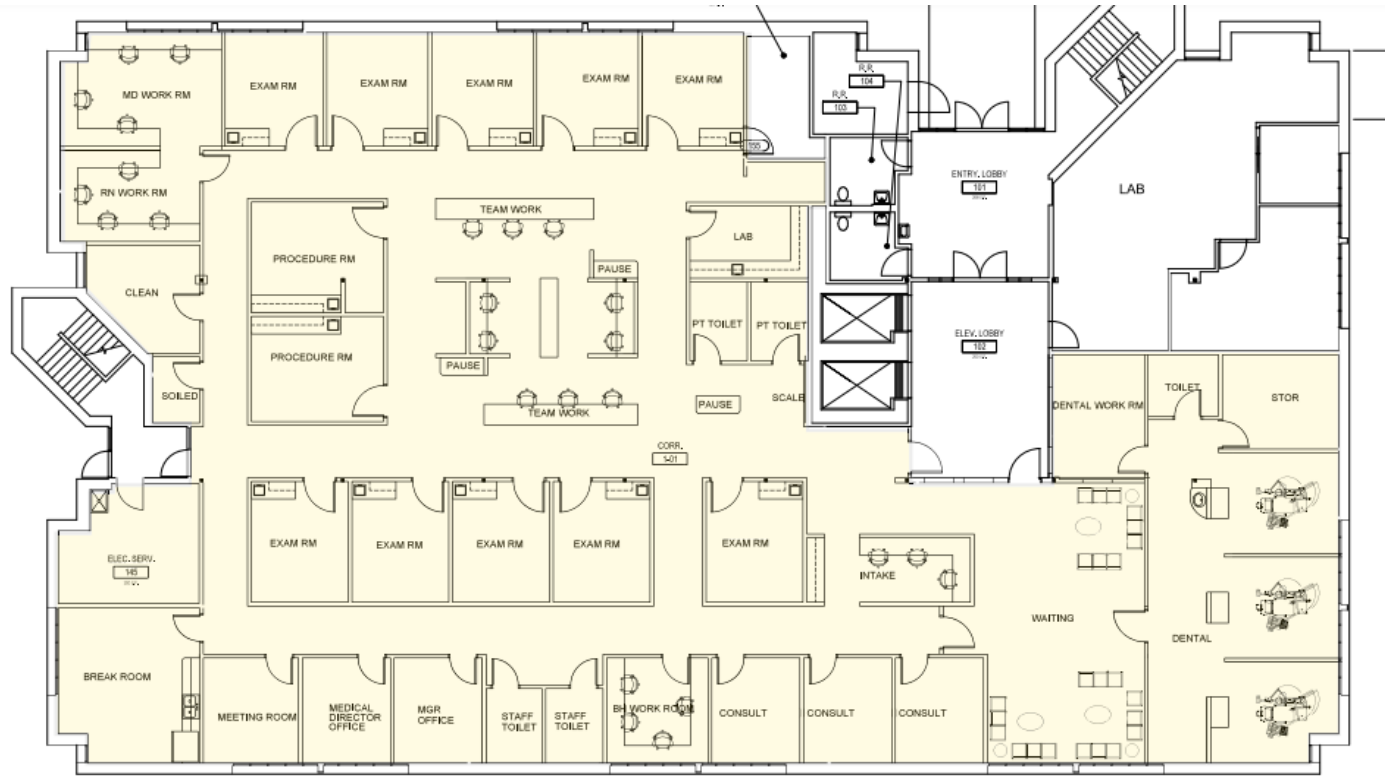 MD WORK RM
EXAM RM
EXAM RM
EXAM RM
EXAM RM
EXAM RM
R.R.
104
R.R.
103
155
RN WORK RM
ENTRY. LOBBY
101
LAB
TEAM WORK
LAB
PROCEDURE RM
PAUSE
CLEAN
PT TOILET
PT TOILET
ELEV. LOBBY
102
PROCEDURE RM
PAUSE
SOILED
TEAM WORK
PAUSE
SCALE
DENTAL WORK RM
TOILET
STOR
CORR.
1-01
EXAM RM
EXAM RM
EXAM RM
EXAM RM
EXAM RM
ELEC. SERV.
145
INTAKE
WAITING
DENTAL
BREAK ROOM
MEETING ROOM
MEDICAL
DIRECTOR
OFFICE
MGR
OFFICE
STAFF
TOILET
STAFF
TOILET
BH WORK ROOM
CONSULT
CONSULT
CONSULT